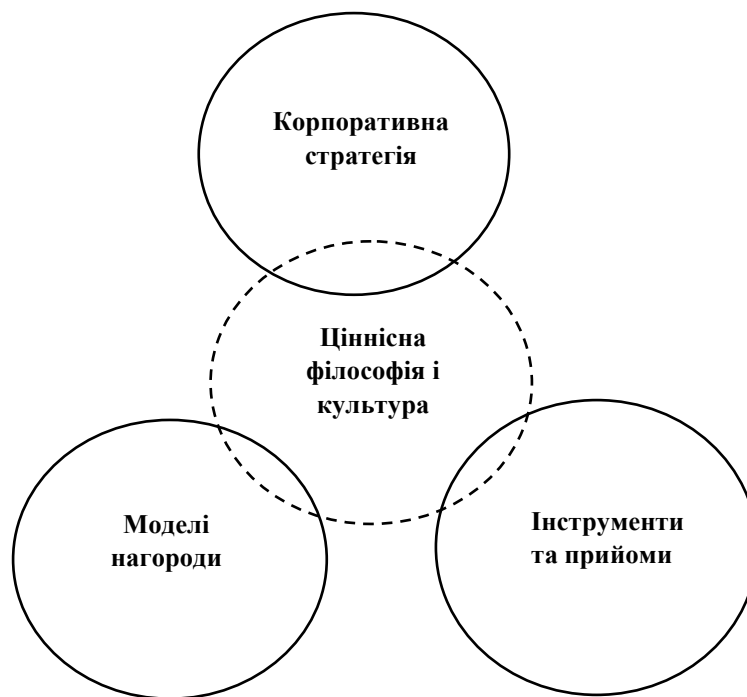 Корпоративна
стратегія
Ціннісна
філософія і
культура
Моделі
нагороди
Інструменти
та прийоми